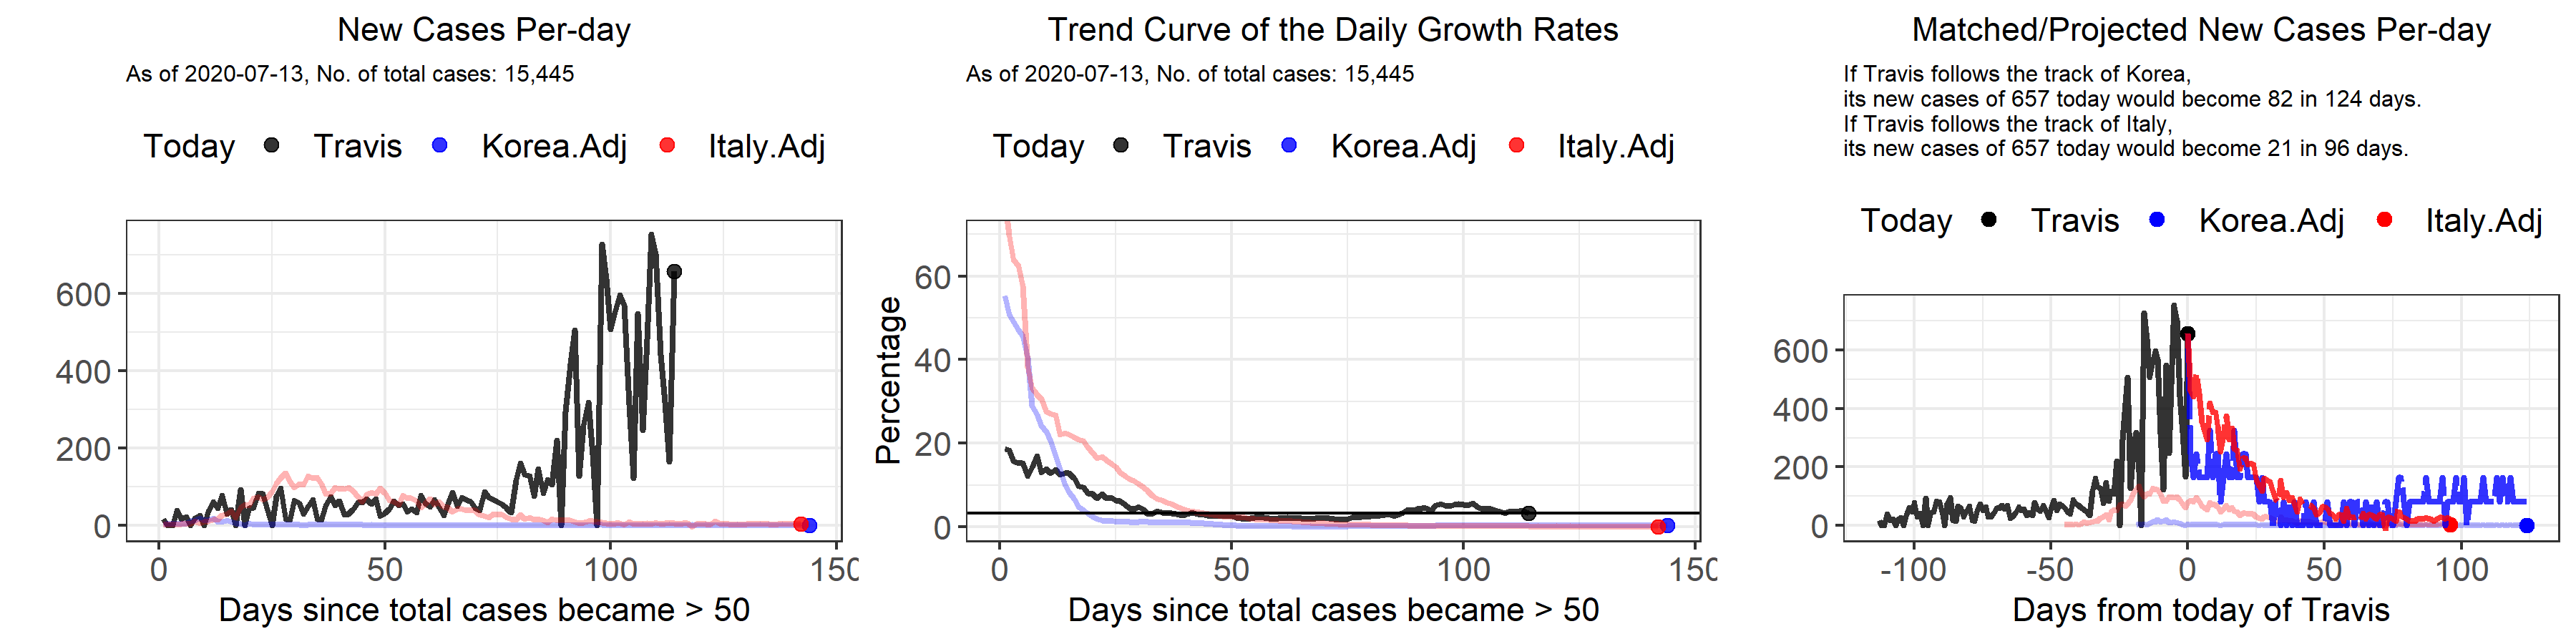 New Cases Per-day
As of 2020-07-13, No. of total cases: 15,445
Today Travis Korea.Adj Italy.Adj
600
400
200
0
0 50 100 150
Days since total cases became > 50
Trend Curve of the Daily Growth Rates
As of 2020-07-13, No. of total cases: 15,445
Today Travis Korea.Adj Italy.Adj
Percentage
60
40
20
0
0 50 100 150
Days since total cases became > 50
Matched/Projected New Cases Per-day
If Travis follows the track of Korea,
its new cases of 657 today would become 82 in 124 days.
If Travis follows the track of Italy,
its new cases of 657 today would become 21 in 96 days.
Today Travis Korea.Adj Italy.Adj
600
400
200
0
-100 -50 0 50 100
Days from today of Travis